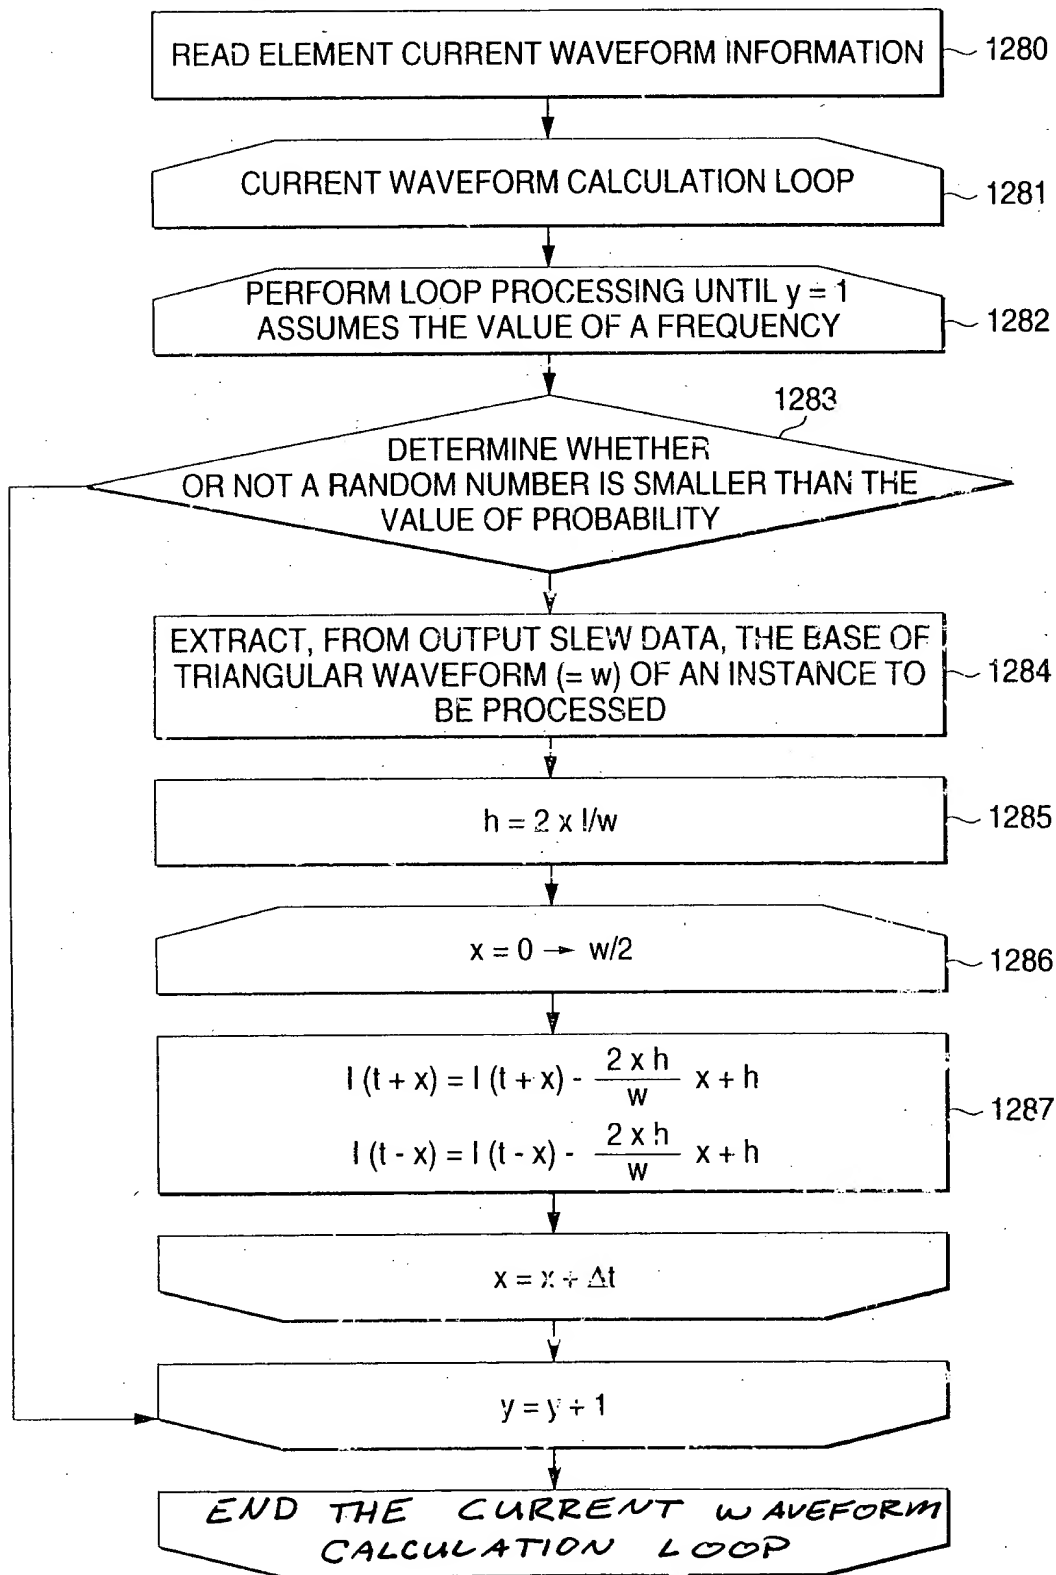 READ ELEMENT CURRENT WAVEFORM INFORMATION
1280
CURRENT WAVEFORM CALCULATION LOOP
1281
PERFORM LOOP PROCESSING UNTIL y = 1
ASSUMES THE VALUE OF A FREQUENCY
1282
1283
DETERMINE WHETHER
OR NOT A RANDOM NUMBER IS SMALLER THAN THE
VALUE OF PROBABILITY
EXTRACT, FROM OUTPUT SLEW DATA, THE BASE OF
TRIANGULAR WAVEFORM (= w) OF AN INSTANCE TO
BE PROCESSED
1284
h = 2 x I/w
1285
x = 0 → w/2
1286
I (t + x) = I (t + x) - 2 x h / w x + h
I (t - x) = I (t - x) - 2 x h / w x + h
1287
x = x + Δt
y = y + 1
END THE CURRENT WAVEFORM
CALCULATION LOOP